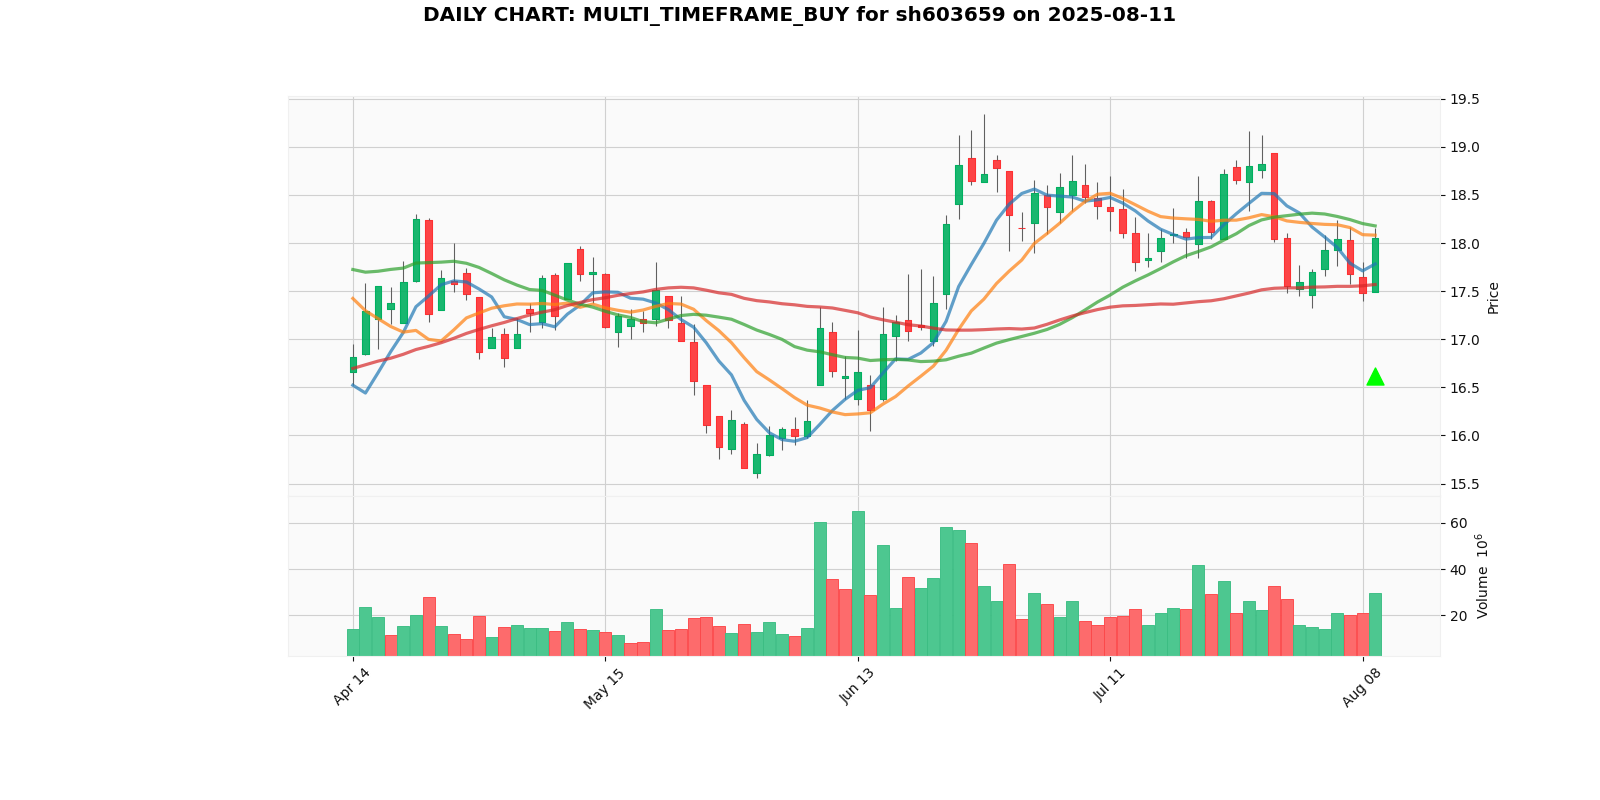 DAILY CHART: MULTI_TIMEFRAME_BUY for sh603659 on 2025-08-11
19.5
19.0
18.5
18.0
17.5
17.0
16.5
16.0
15.5
Price
60
40
20
Volume 10⁶
Apr 14
May 15
Jun 13
Jul 11
Aug 08